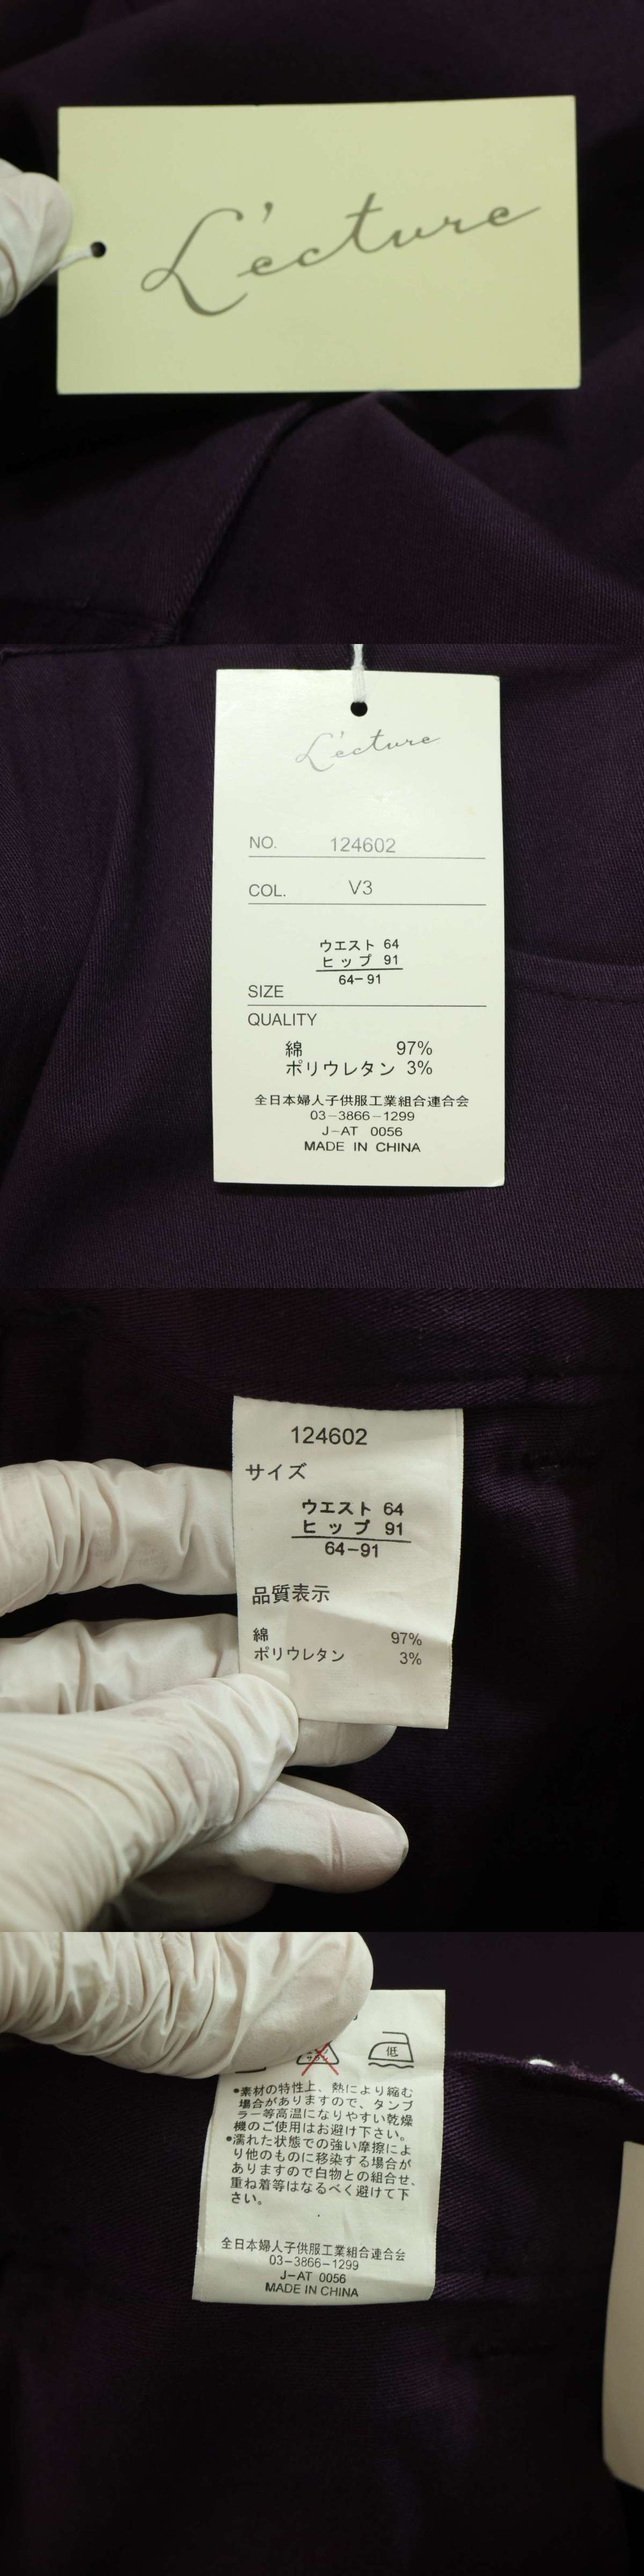 L'ecture
L'ecture
NO. 124602
COL. V3
ウエスト 64
ヒップ 91
64-91
SIZE
QUALITY
綿 97%
ポリウレタン 3%
全日本婦人子供服工業組合連合会
03-3866-1299
J-AT 0056
MADE IN CHINA
124602
サイズ
ウエスト 64
ヒップ 91
64-91
品質表示
綿 97%
ポリウレタン 3%
低
●素材の特性上、熱により縮む
場合がありますので、タンブ
ラー等高温になりやすい乾燥
機のご使用はお避け下さい。
●濡れた状態での強い摩擦によ
り他のものに移染する場合が
ありますので白物との組合せ、
重ね着等はなるべく避けて下
さい。
全日本婦人子供服工業組合連合会
03-3866-1299
J-AT 0056
MADE IN CHINA